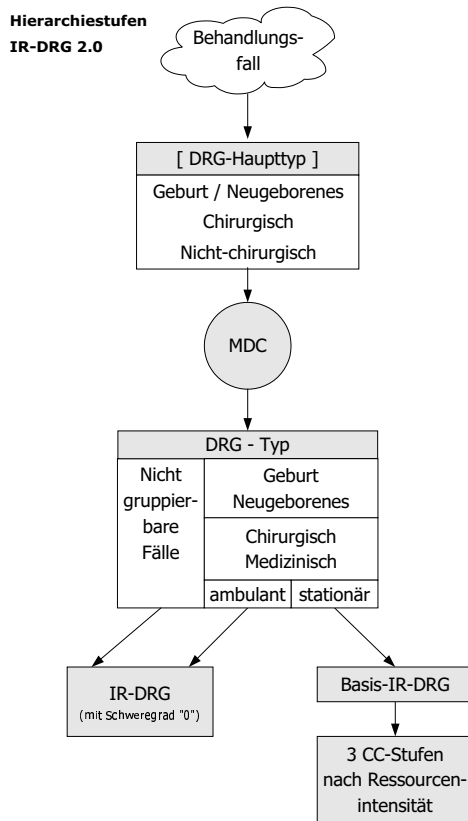 Hierarchiestufen
IR-DRG 2.0
Behandlungs-
fall
[ DRG-Haupttyp ]
Geburt / Neugeborenes
Chirurgisch
Nicht-chirurgisch
MDC
DRG - Typ
Nicht
gruppier-
bare
Fälle
Geburt
Neugeborenes
Chirurgisch
Medizinisch
ambulant
stationär
IR-DRG
(mit Schweregrad "0")
Basis-IR-DRG
3 CC-Stufen
nach Ressourcen-
intensität